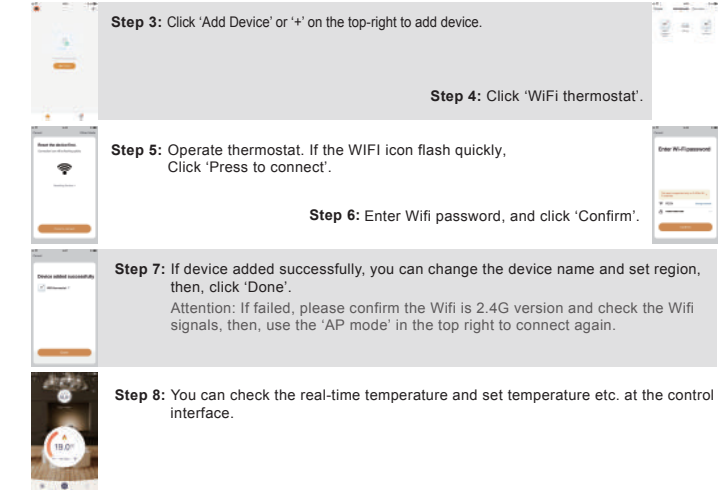 Step 3: Click 'Add Device' or '+' on the top-right to add device.
Step 4: Click 'WiFi thermostat'.
Step 5: Operate thermostat. If the WIFI icon flash quickly,
Click 'Press to connect'.
Enter Wi-Fi password
Step 6: Enter Wifi password, and click 'Confirm'.
Device added successfully
Step 7: If device added successfully, you can change the device name and set region,
then, click 'Done'.
Attention: If failed, please confirm the Wifi is 2.4G version and check the Wifi
signals, then, use the 'AP mode' in the top right to connect again.
Step 8: You can check the real-time temperature and set temperature etc. at the control
interface.
19.0°